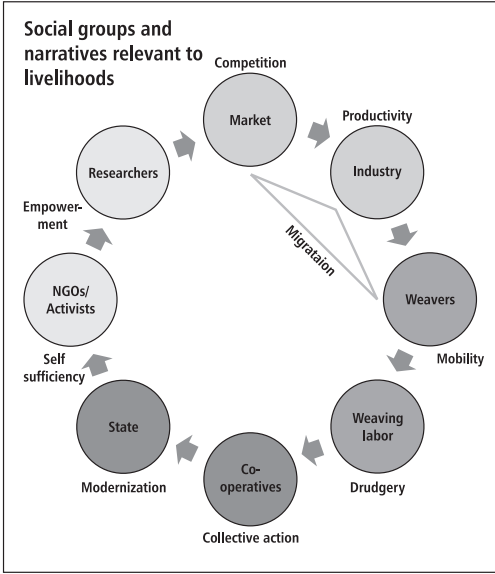 Social groups and
narratives relevant to
livelihoods
Competition
Market
Productivity
Industry
Migrataion
Weavers
Mobility
Weaving
labor
Drudgery
Co-
operatives
Collective action
State
Modernization
NGOs/
Activists
Self
sufficiency
Researchers
Empower-
ment